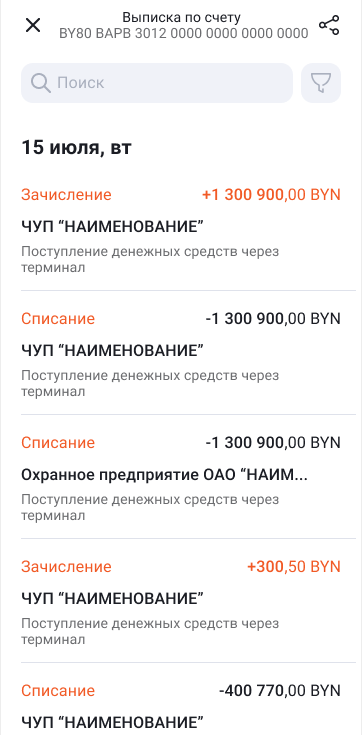 Выписка по счету
BY80 BAPB 3012 0000 0000 0000 0000
Поиск
15 июля, вт
Зачисление +1 300 900,00 BYN
ЧУП “НАИМЕНОВАНИЕ”
Поступление денежных средств через
терминал
Списание -1 300 900,00 BYN
ЧУП “НАИМЕНОВАНИЕ”
Поступление денежных средств через
терминал
Списание -1 300 900,00 BYN
Охранное предприятие ОАО “НАИМ...
Поступление денежных средств через
терминал
Зачисление +300,50 BYN
ЧУП “НАИМЕНОВАНИЕ”
Поступление денежных средств через
терминал
Списание -400 770,00 BYN
ЧУП “НАИМЕНОВАНИЕ”